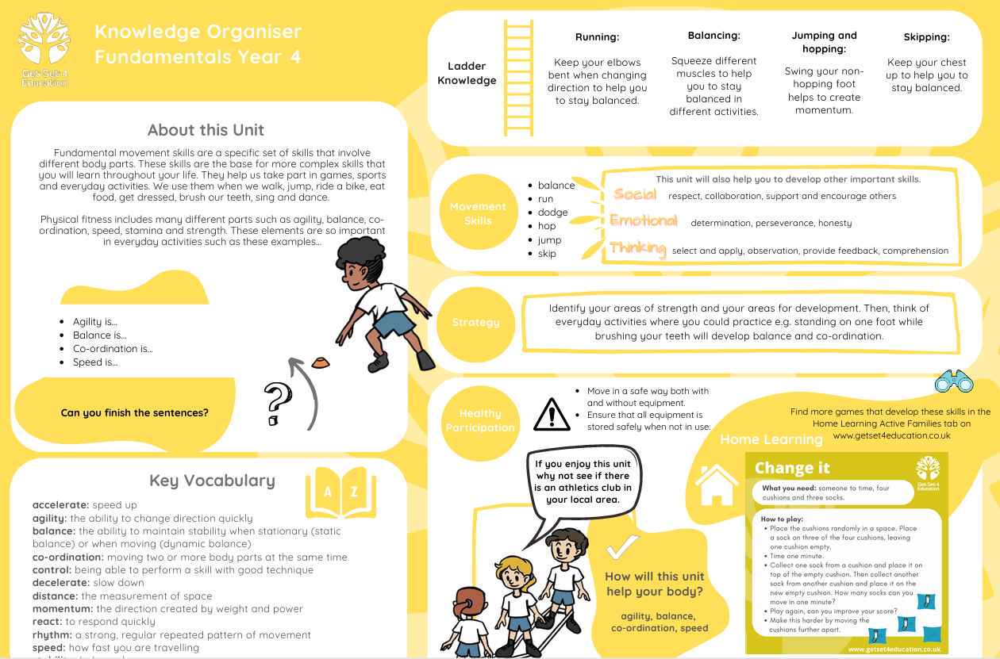 Get Set 4
Education
Knowledge Organiser
Fundamentals Year 4
About this Unit
Fundamental movement skills are a specific set of skills that involve
different body parts. These skills are the base for more complex skills that
you will learn throughout your life. They help us take part in games, sports
and everyday activities. We use them when we walk, jump, ride a bike, eat
food, get dressed, brush our teeth, sing and dance.
Physical fitness includes many different parts such as agility, balance, co-
ordination, speed, stamina and strength. These elements are so important
in everyday activities such as these examples...
Agility is...
Balance is...
Co-ordination is...
Speed is...
Can you finish the sentences?
?
Key Vocabulary
A Z
accelerate: speed up
agility: the ability to change direction quickly
balance: the ability to maintain stability when stationary (static
balance) or when moving (dynamic balance)
co-ordination: moving two or more body parts at the same time
control: being able to perform a skill with good technique
decelerate: slow down
distance: the measurement of space
momentum: the direction created by weight and power
react: to respond quickly
rhythm: a strong, regular repeated pattern of movement
speed: how fast you are travelling
Ladder
Knowledge
Running:
Keep your elbows
bent when changing
direction to help you
to stay balanced.
Balancing:
Squeeze different
muscles to help
you to stay
balanced in
different activities.
Jumping and
hopping:
Swing your non-
hopping foot
helps to create
momentum.
Skipping:
Keep your chest
up to help you to
stay balanced.
Movement
Skills
balance
run
dodge
hop
jump
skip
This unit will also help you to develop other important skills.
Social respect, collaboration, support and encourage others
Emotional determination, perseverance, honesty
Thinking select and apply, observation, provide feedback, comprehension
Strategy
Identify your areas of strength and your areas for development. Then, think of
everyday activities where you could practice e.g. standing on one foot while
brushing your teeth will develop balance and co-ordination.
Healthy
Participation
Move in a safe way both with
and without equipment.
Ensure that all equipment is
stored safely when not in use.
If you enjoy this unit
why not see if there
is an athletics club in
your local area.
How will this unit
help your body?
agility, balance,
co-ordination, speed
Find more games that develop these skills in the
Home Learning Active Families tab on
www.getset4education.co.uk
Home Learning
Change it
Get Set 4
Education
What you need: someone to time, four
cushions and three socks.
How to play:
Place the cushions randomly in a space. Place
a sock on three of the four cushions, leaving
one cushion empty.
Time one minute.
Collect one sock from a cushion and place it on
top of the empty cushion. Then collect another
sock from another cushion and place it on the
new empty cushion. How many socks can you
move in one minute?
Play again, can you improve your score?
Make this harder by moving the
cushions further apart.
www.getset4education.co.uk